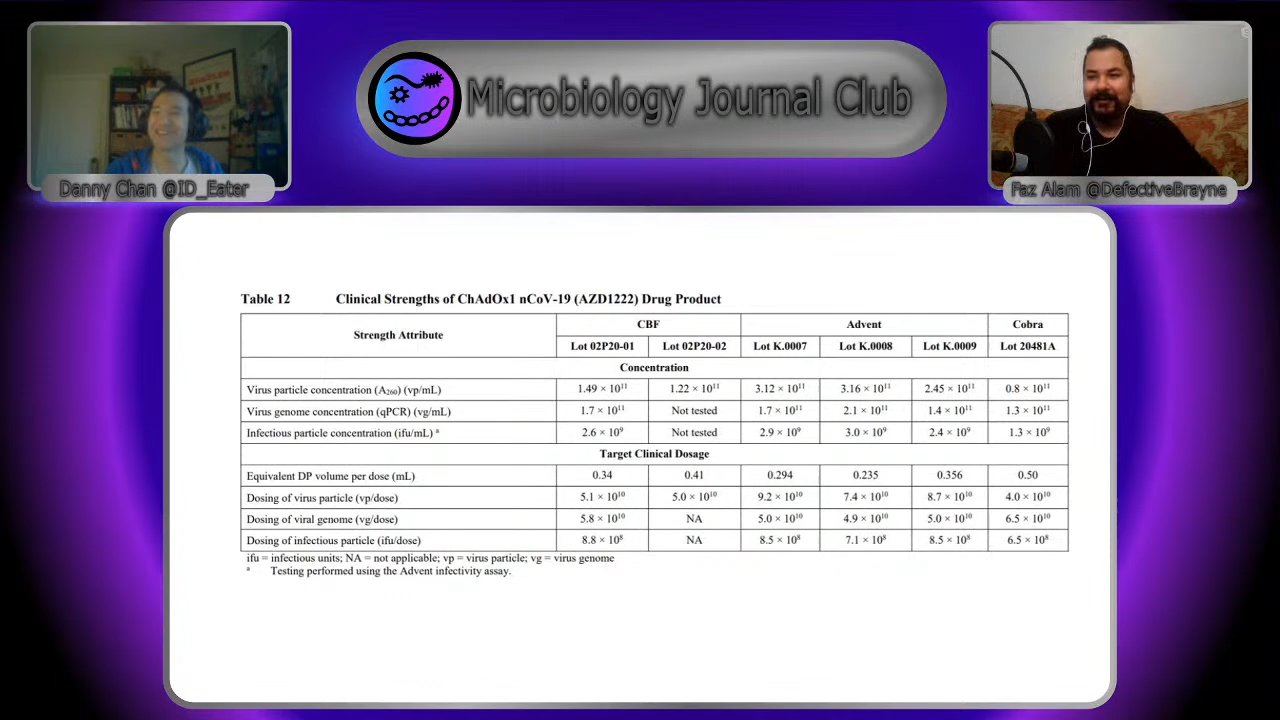 Microbiology Journal Club
Danny Chan @ID_Eater
Faz Alam @DefectiveBrayne
Table 12 Clinical Strengths of ChAdOx1 nCoV-19 (AZD1222) Drug Product
Strength Attribute CBF Advent Cobra
Lot 02P20-01 Lot 02P20-02 Lot K.0007 Lot K.0008 Lot K.0009 Lot 20481A
Concentration
Virus particle concentration (A₂₆₀) (vp/mL) 1.49 × 10¹¹ 1.22 × 10¹¹ 3.12 × 10¹¹ 3.16 × 10¹¹ 2.45 × 10¹¹ 0.8 × 10¹¹
Virus genome concentration (qPCR) (vg/mL) 1.7 × 10¹¹ Not tested 1.7 × 10¹¹ 2.1 × 10¹¹ 1.4 × 10¹¹ 1.3 × 10¹¹
Infectious particle concentration (ifu/mL) ᵃ 2.6 × 10⁹ Not tested 2.9 × 10⁹ 3.0 × 10⁹ 2.4 × 10⁹ 1.3 × 10⁹
Target Clinical Dosage
Equivalent DP volume per dose (mL) 0.34 0.41 0.294 0.235 0.356 0.50
Dosing of virus particle (vp/dose) 5.1 × 10¹⁰ 5.0 × 10¹⁰ 9.2 × 10¹⁰ 7.4 × 10¹⁰ 8.7 × 10¹⁰ 4.0 × 10¹⁰
Dosing of viral genome (vg/dose) 5.8 × 10¹⁰ NA 5.0 × 10¹⁰ 4.9 × 10¹⁰ 5.0 × 10¹⁰ 6.5 × 10¹⁰
Dosing of infectious particle (ifu/dose) 8.8 × 10⁸ NA 8.5 × 10⁸ 7.1 × 10⁸ 8.5 × 10⁸ 6.5 × 10⁸
ifu = infectious units; NA = not applicable; vp = virus particle; vg = virus genome
ᵃ Testing performed using the Advent infectivity assay.